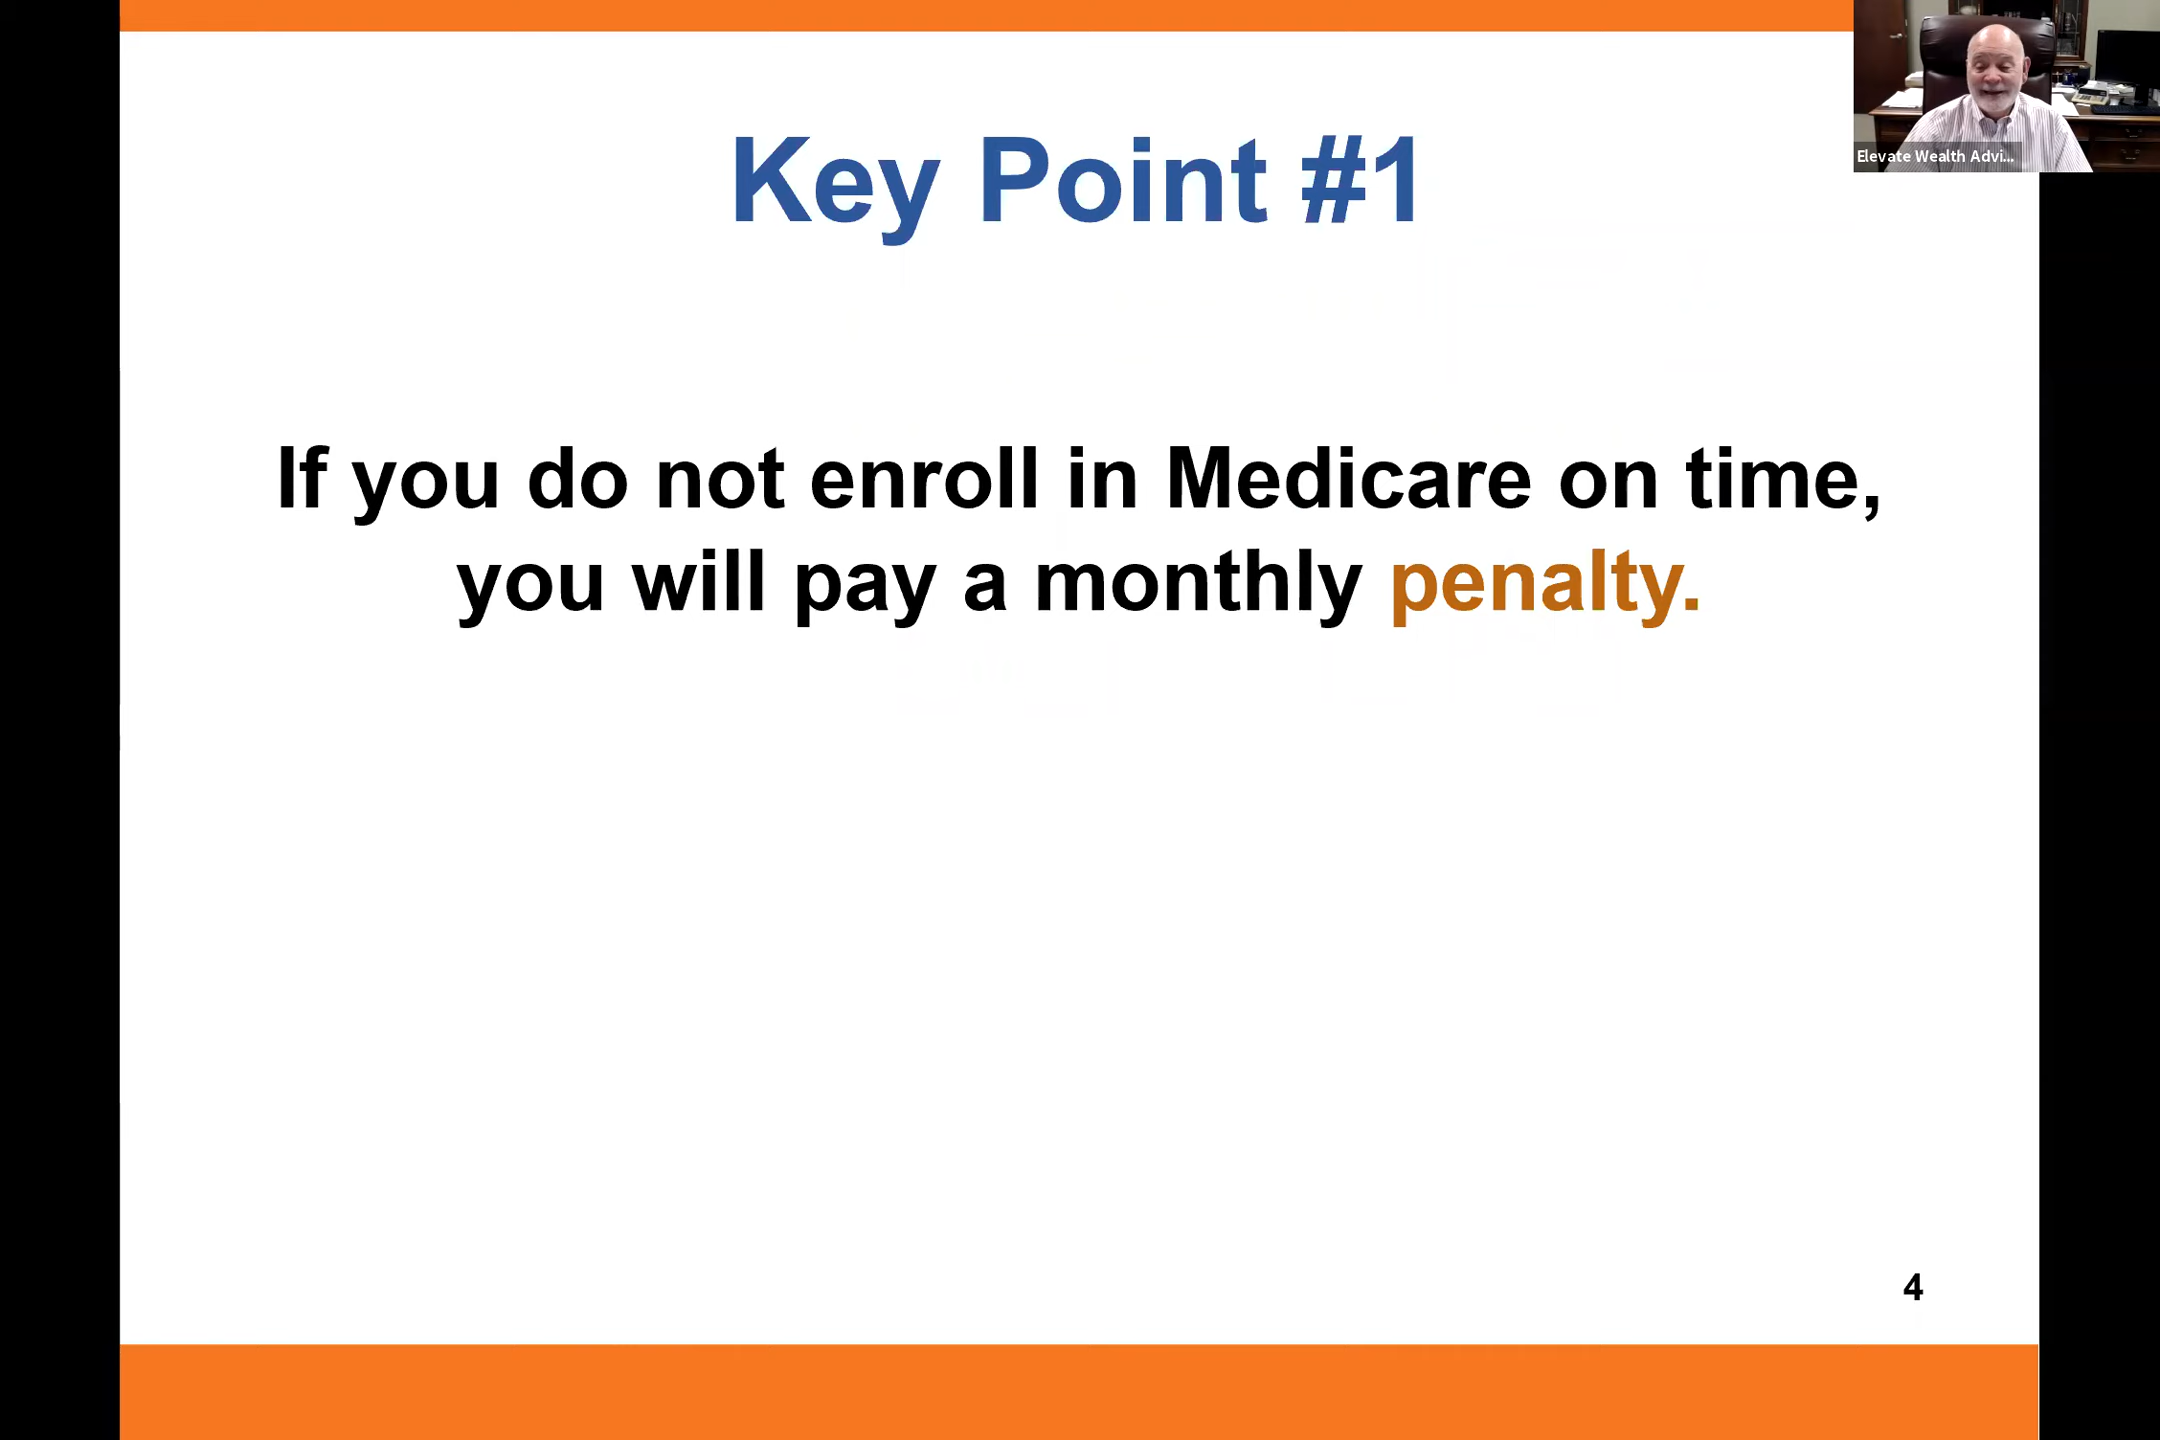 Key Point #1
Elevate Wealth Advi...
If you do not enroll in Medicare on time,
you will pay a monthly penalty.
4